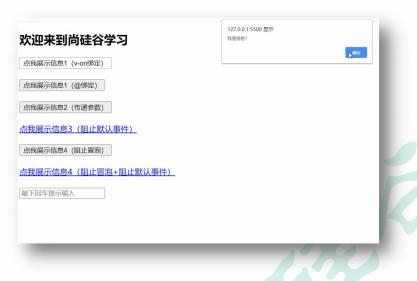 欢迎来到尚硅谷学习
127.0.0.1:5500 显示
我是信息1
确定
点我展示信息1（v-on绑定）
点我展示信息1（@绑定）
点我展示信息2（传递参数）
点我展示信息3（阻止默认事件）
点我展示信息4（阻止冒泡）
点我展示信息4（阻止冒泡+阻止默认事件）
敲下回车提示输入